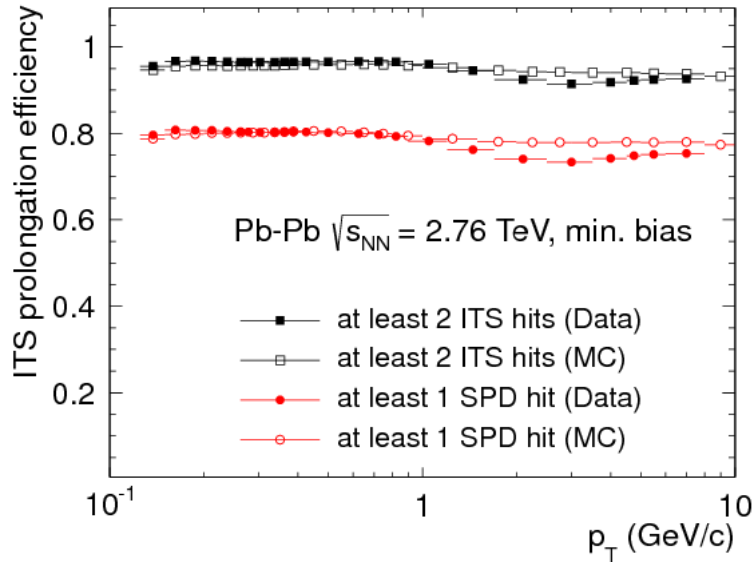 ITS prolongation efficiency
1
0.8
0.6
0.4
0.2
Pb-Pb √sNN = 2.76 TeV, min. bias
at least 2 ITS hits (Data)
at least 2 ITS hits (MC)
at least 1 SPD hit (Data)
at least 1 SPD hit (MC)
10-1 1 10
pT (GeV/c)